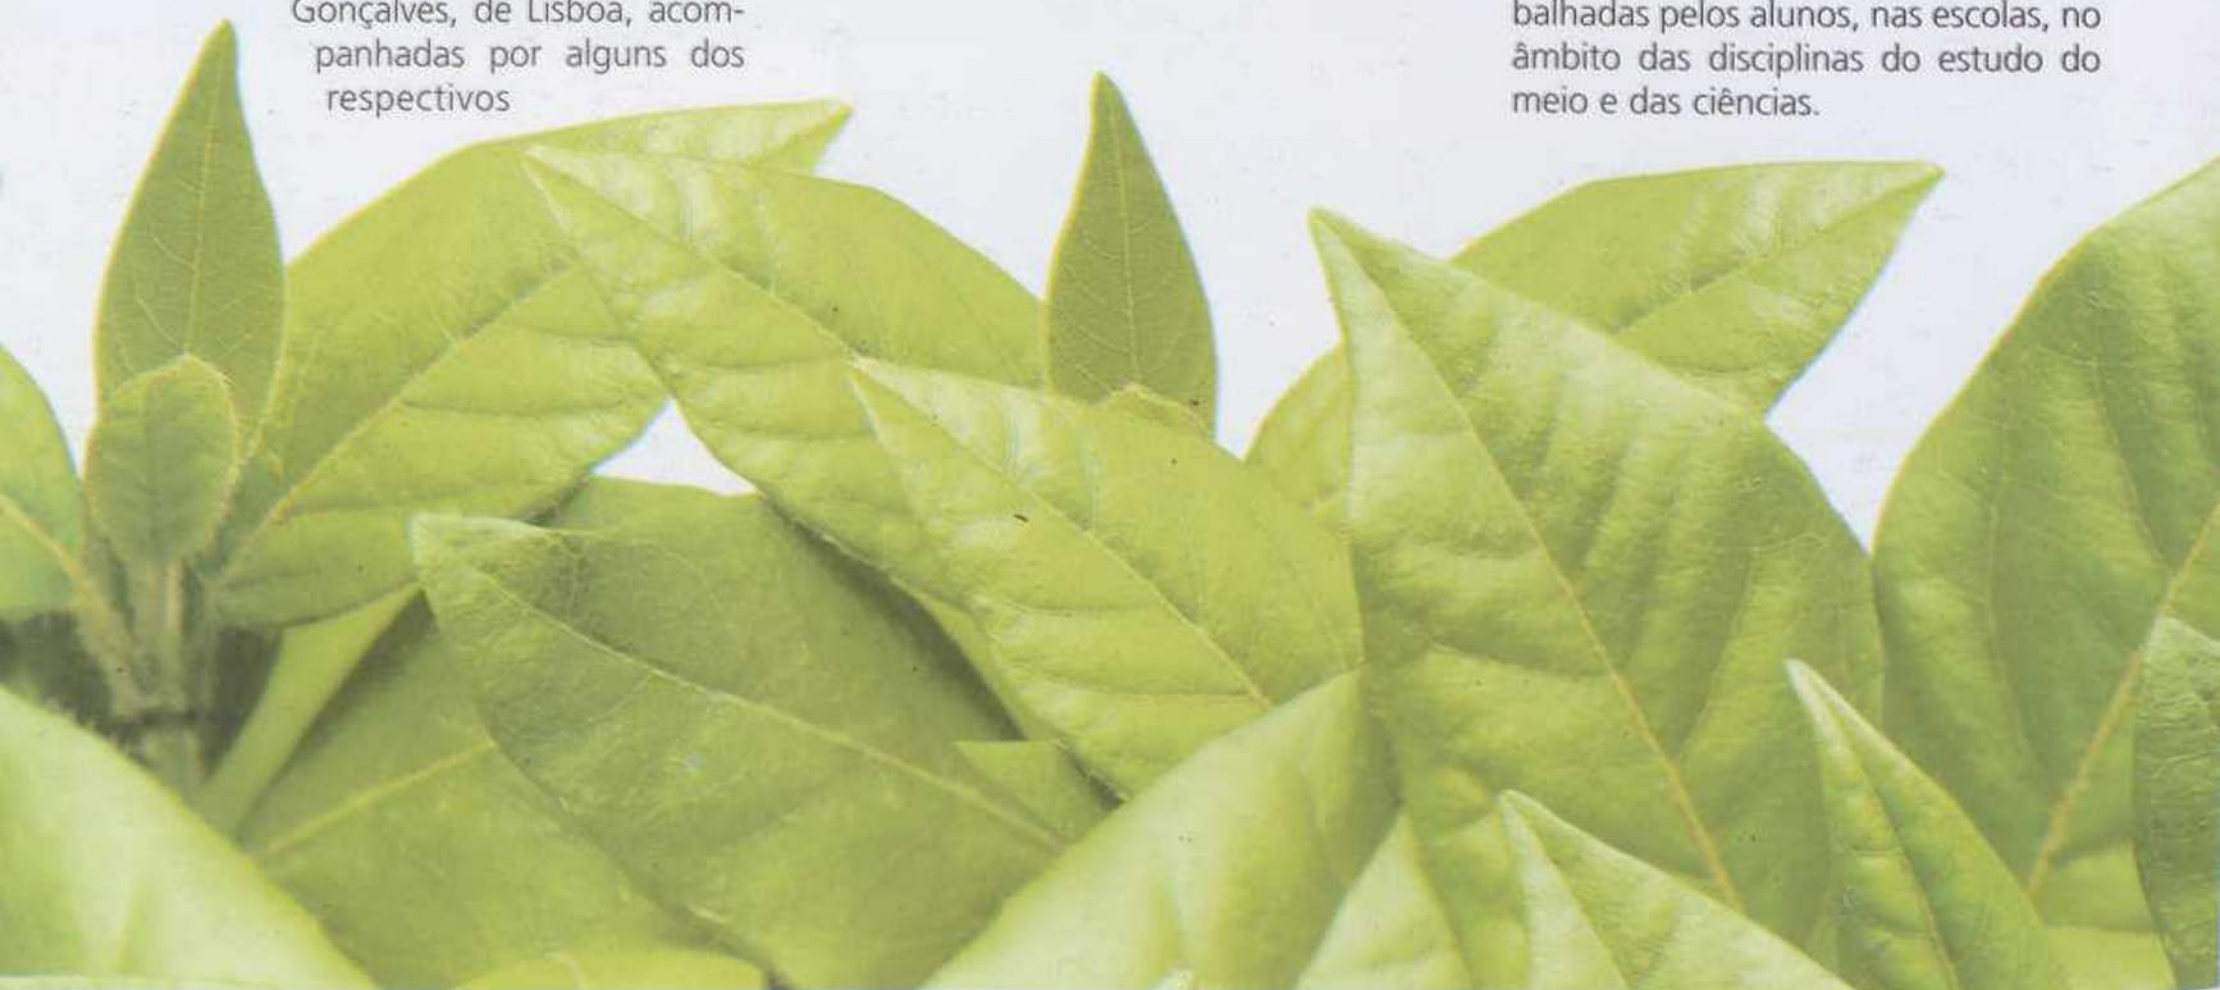 Gonçalves, de Lisboa, acom-
panhadas por alguns dos
respectivos
balhadas pelos alunos, nas escolas, no
âmbito das disciplinas do estudo do
meio e das ciências.